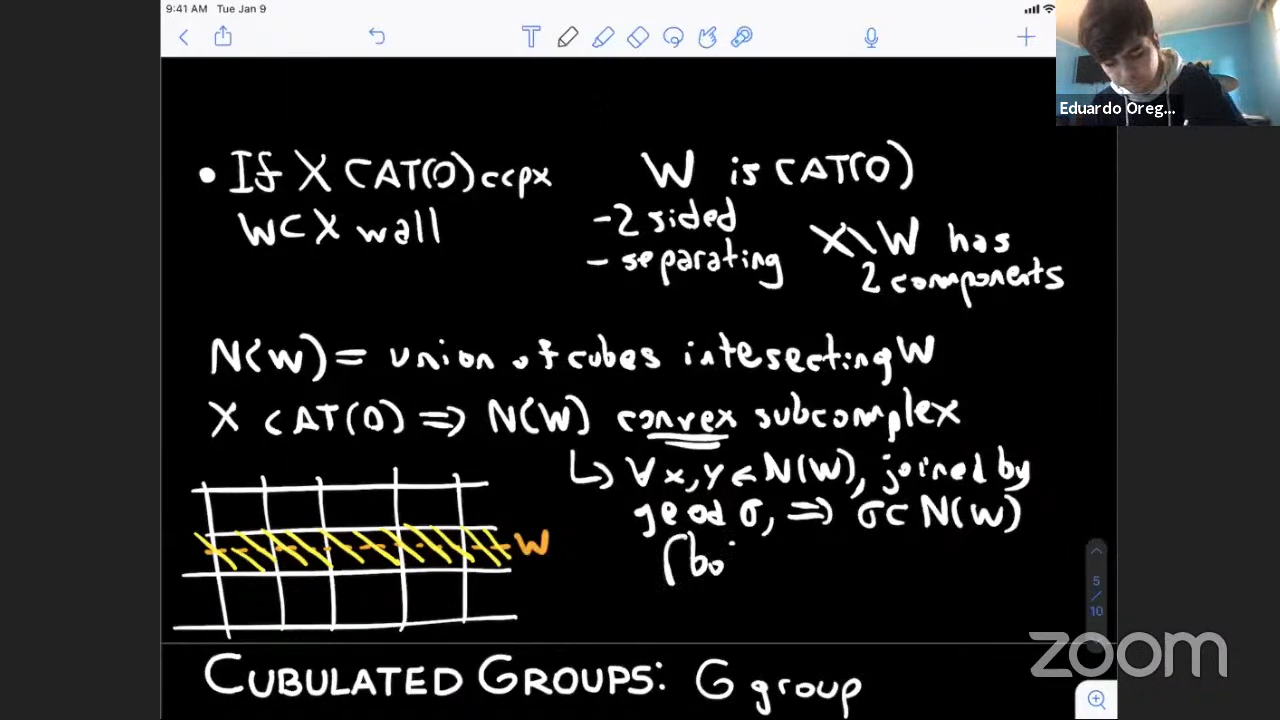 9:41 AM Tue Jan 9
Eduardo Oreg...
• If X CAT(0) ccpx W is CAT(0)
W⊂X wall - 2 sided
- separating X\W has
2 components
N(W) = union of cubes intesecting W
X CAT(0) ⇒ N(W) convex subcomplex
↳ ∀ x, y ∈ N(W), joined by
geod σ, ⇒ σ⊂ N(W)
W
(bo
5
/
10
zoom
CUBULATED GROUPS: G group